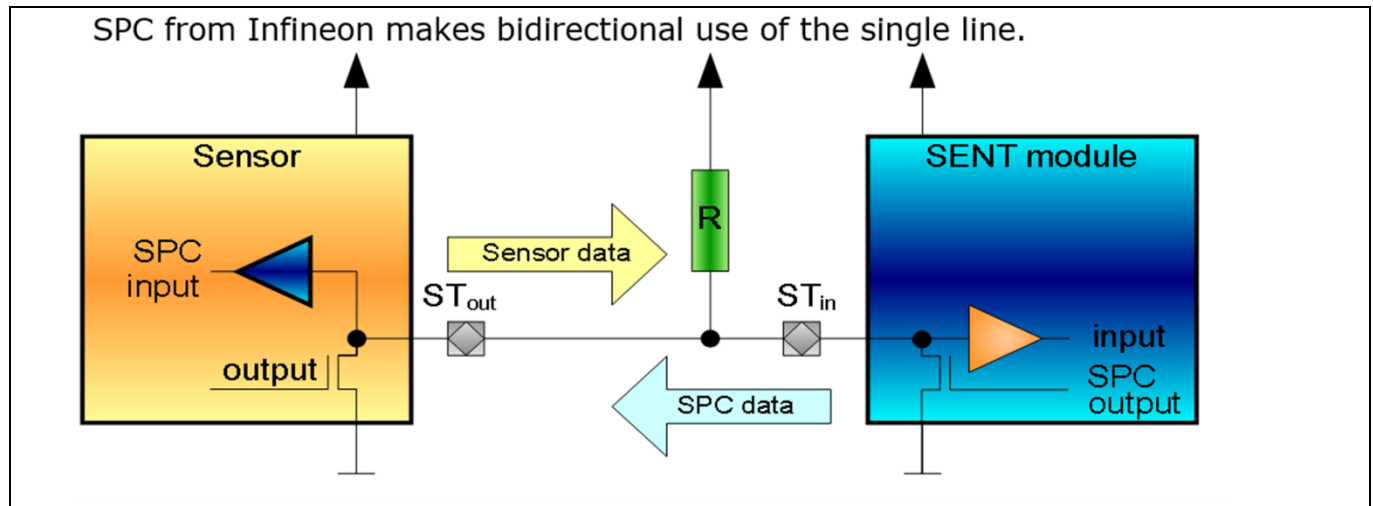 SPC from Infineon makes bidirectional use of the single line.
Sensor
SPC
input
output
STout
Sensor data
R
SPC data
STin
SENT module
input
SPC
output